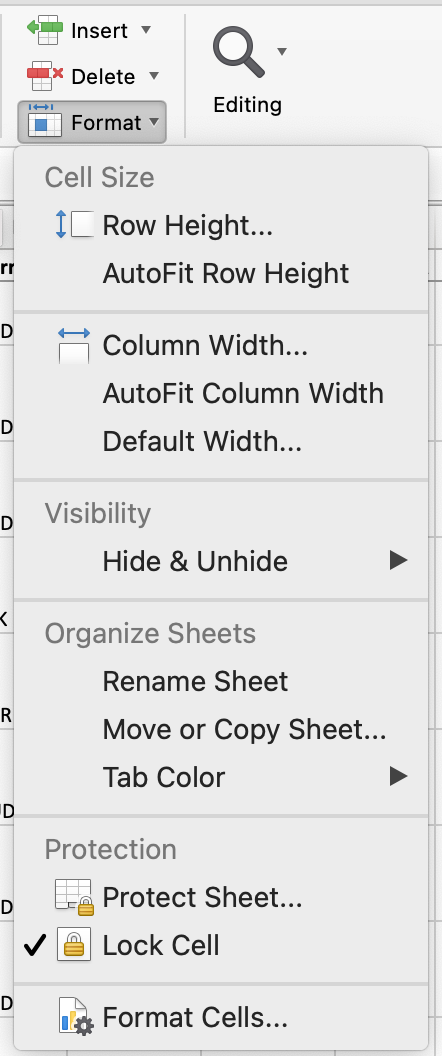 Insert
Delete
Format
Editing
Cell Size
Row Height...
AutoFit Row Height
Column Width...
AutoFit Column Width
Default Width...
Visibility
Hide & Unhide
Organize Sheets
Rename Sheet
Move or Copy Sheet...
Tab Color
Protection
Protect Sheet...
Lock Cell
Format Cells...